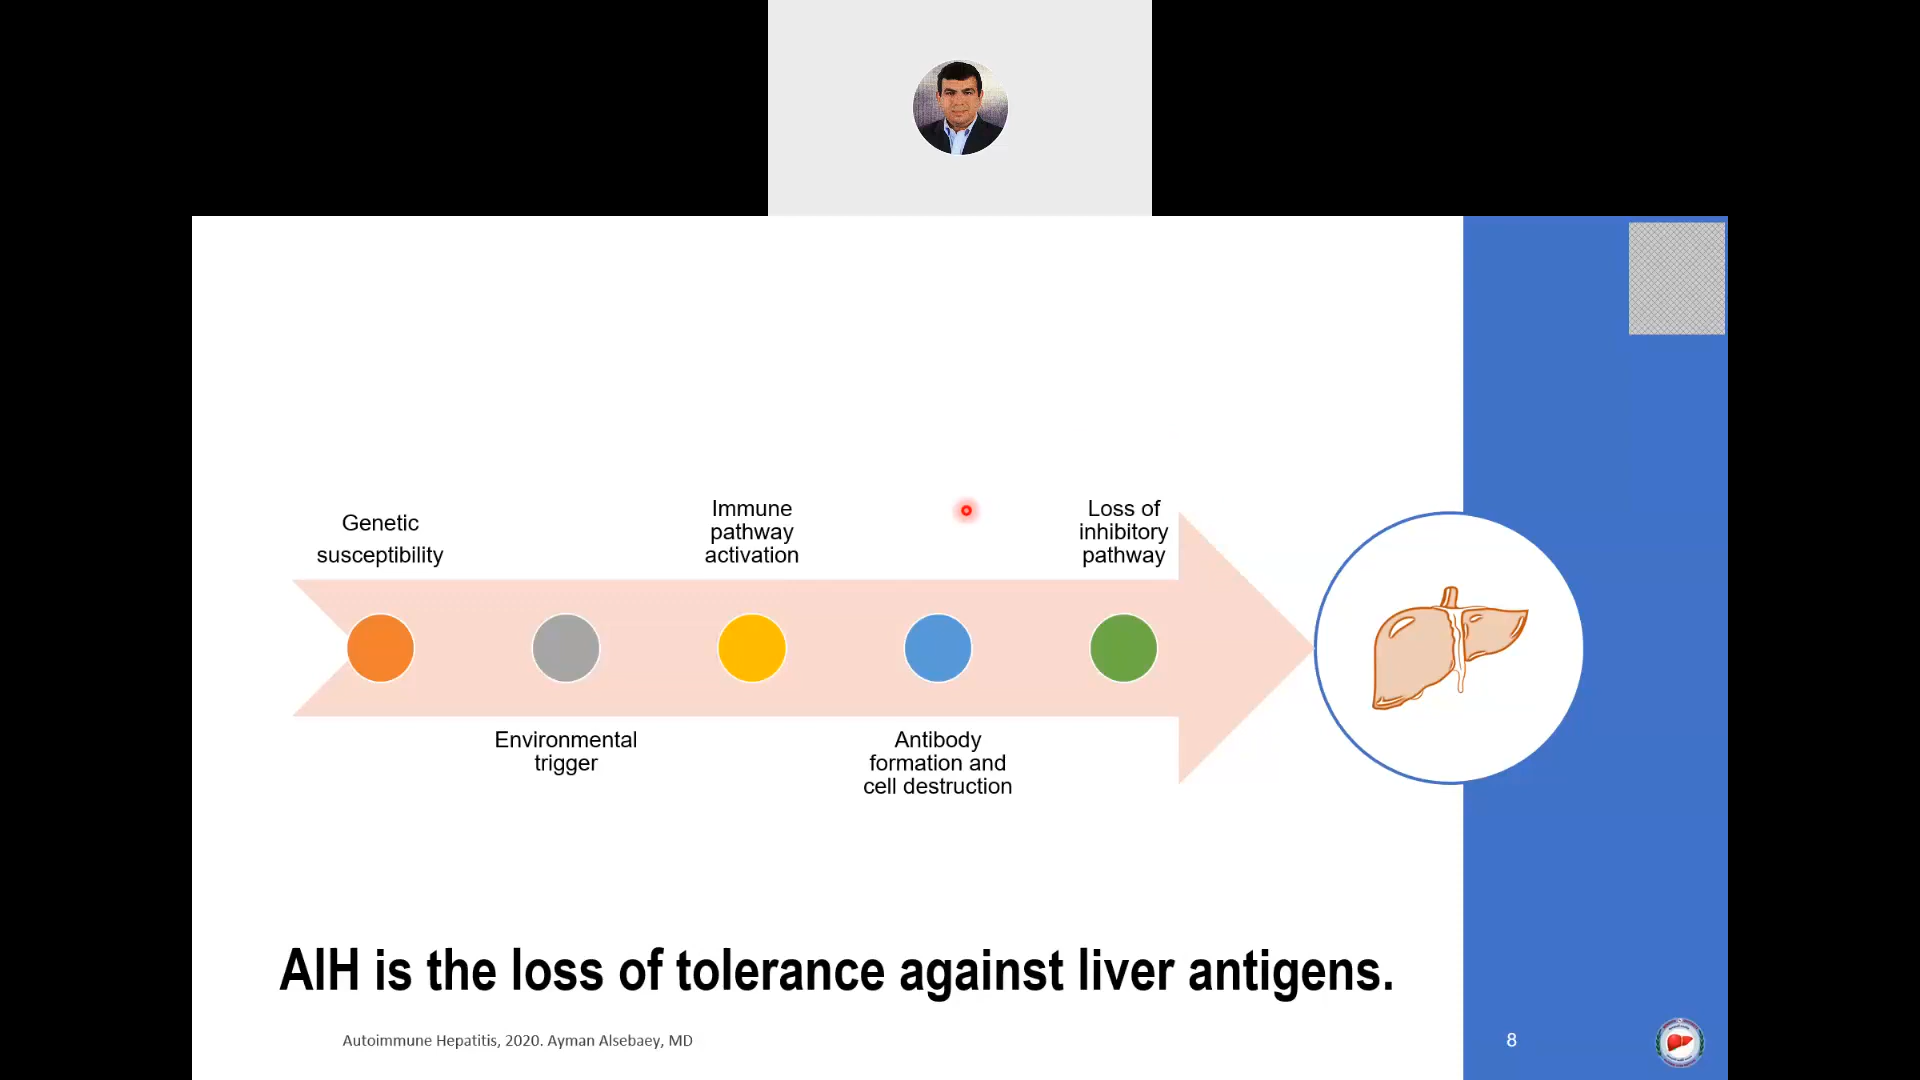 Genetic
susceptibility
Environmental
trigger
Immune
pathway
activation
Antibody
formation and
cell destruction
Loss of
inhibitory
pathway
AIH is the loss of tolerance against liver antigens.
Autoimmune Hepatitis, 2020. Ayman Alsebaey, MD
8